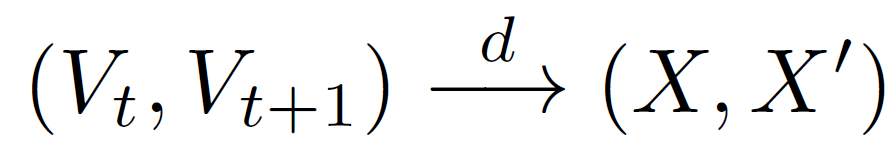 $(V_t, V_{t+1}) \xrightarrow{d} (X, X')$